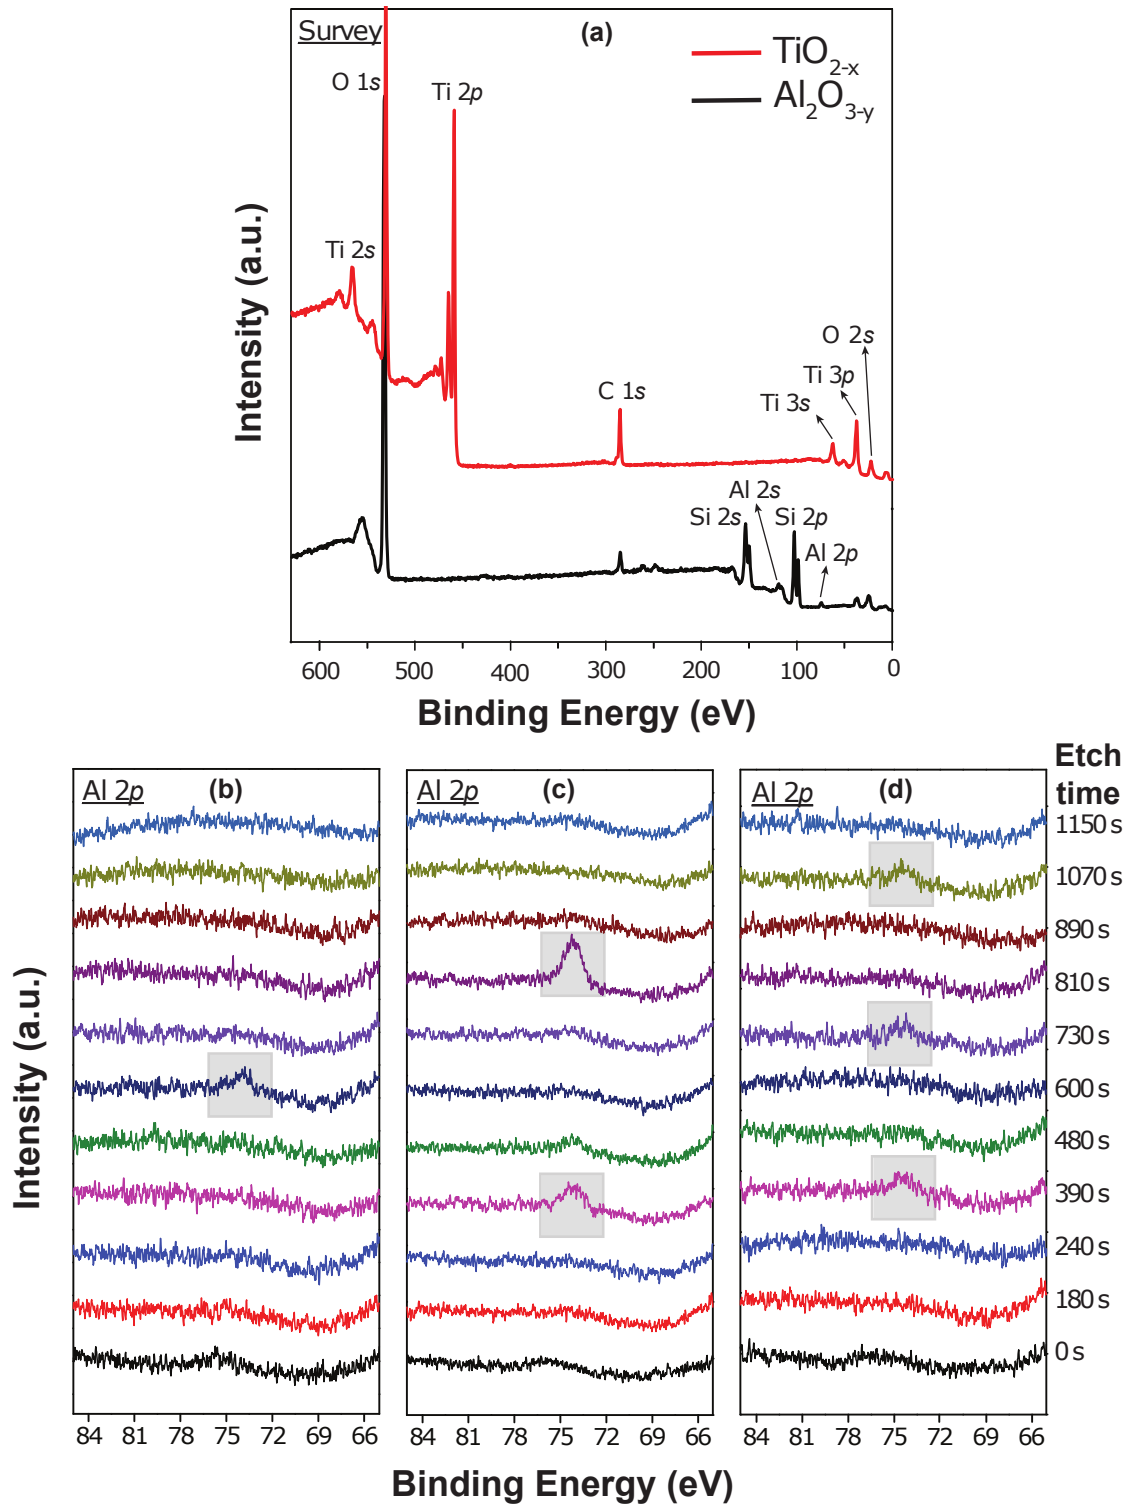 Survey
(a)
TiO2-x
Al2O3-y
O 1s
Ti 2p
Ti 2s
C 1s
O 2s
Ti 3p
Ti 3s
Al 2s
Si 2s
Si 2p
Al 2p
Intensity (a.u.)
600 500 400 300 200 100 0
Binding Energy (eV)
Etch
time
Al 2p (b)
Al 2p (c)
Al 2p (d)
1150 s
1070 s
890 s
810 s
730 s
600 s
480 s
390 s
240 s
180 s
0 s
Intensity (a.u.)
84 81 78 75 72 69 66
84 81 78 75 72 69 66
84 81 78 75 72 69 66
Binding Energy (eV)